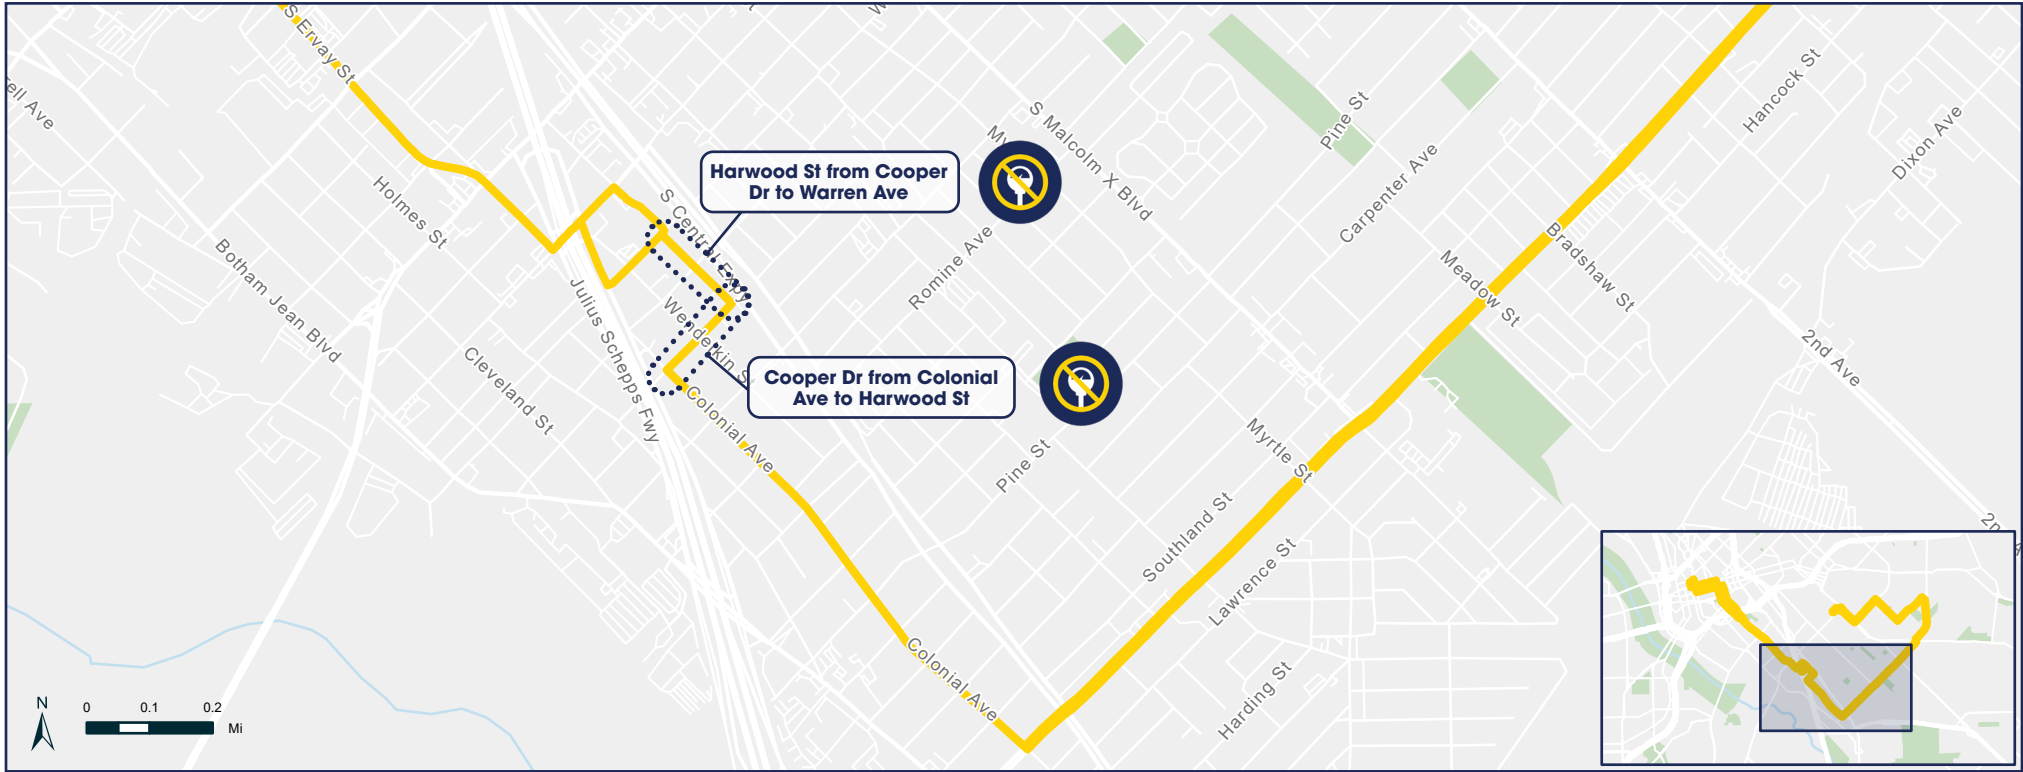 S Ervay St
Hancock St
Pine St
S Malcolm X Blvd
My
Dixon Ave
ell Ave
Carpenter Ave
Harwood St from Cooper
Dr to Warren Ave
Holmes St
S Central Expy
Romine Ave
Bradshaw St
Meadow St
Botham Jean Blvd
Julius Schepps Fwy
Wendelkin St
2nd Ave
Cleveland St
Cooper Dr from Colonial
Ave to Harwood St
Colonial Ave
Myrtle St
Pine St
Southland St
Lawrence St
2n
Colonial Ave
Harding St
N
0 0.1 0.2
Mi